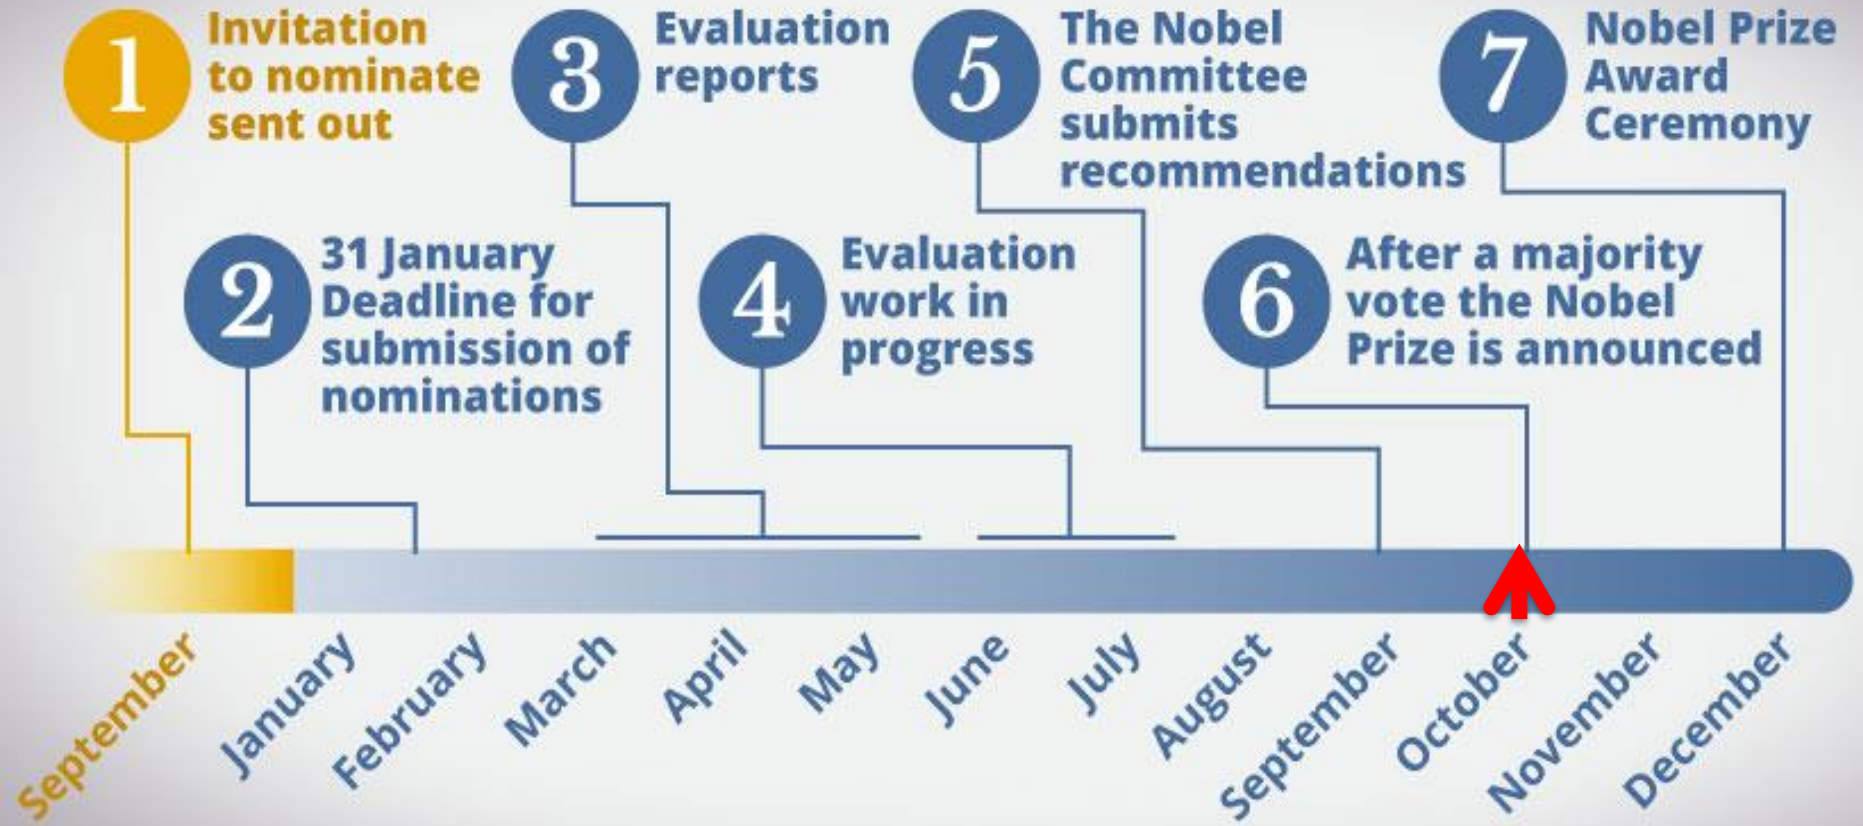 1
Invitation
to nominate
sent out
2
31 January
Deadline for
submission of
nominations
3
Evaluation
reports
4
Evaluation
work in
progress
5
The Nobel
Committee
submits
recommendations
6
After a majority
vote the Nobel
Prize is announced
7
Nobel Prize
Award
Ceremony
September
January
February
March
April
May
June
July
August
September
October
November
December